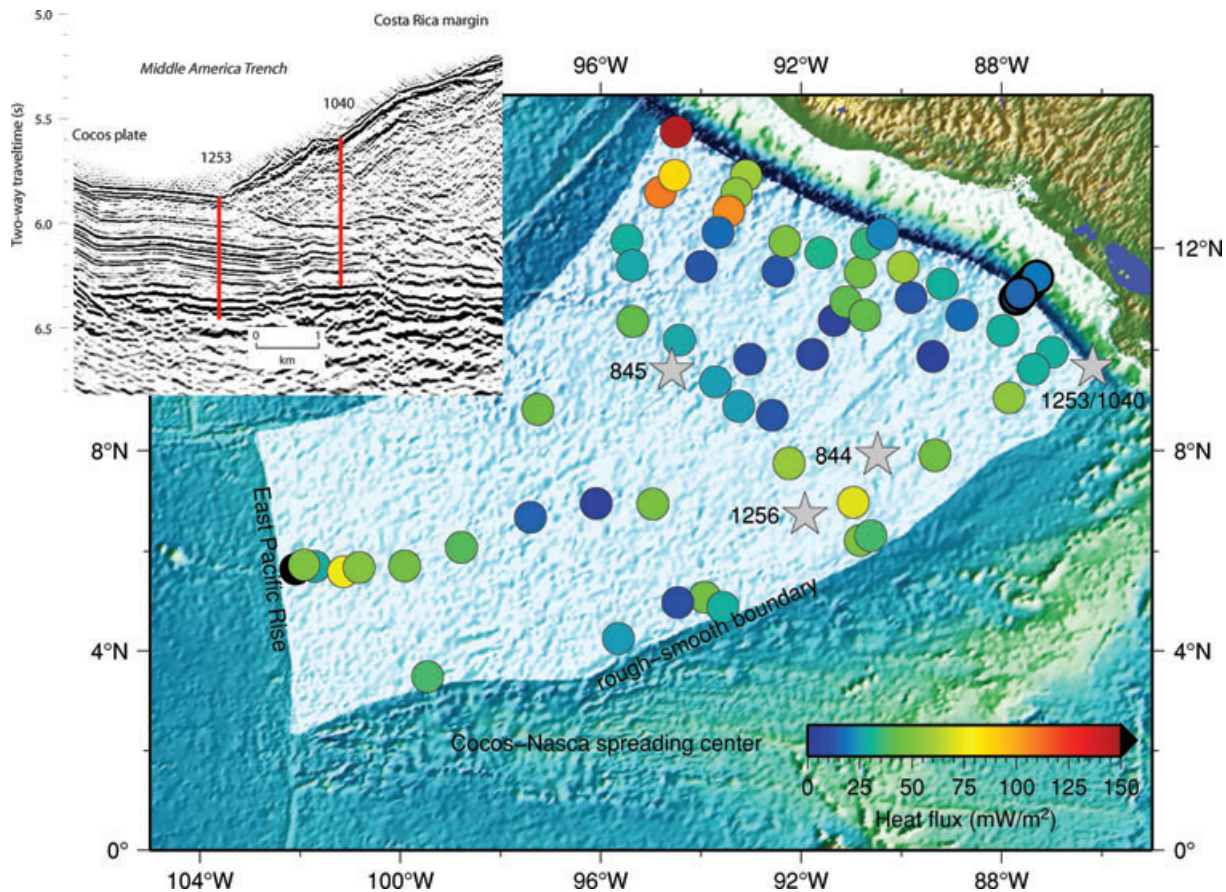 5.0
Costa Rica margin
Middle America Trench
1040
5.5
Cocos plate
1253
Two-way traveltime (s)
6.0
6.5
0 1
km
96°W 92°W 88°W
12°N
845
1253/1040
8°N
8°N
844
1256
East Pacific Rise
rough-smooth boundary
4°N
4°N
Cocos-Nasca spreading center
0 25 50 75 100 125 150
Heat flux (mW/m²)
0°
0°
104°W 100°W 96°W 92°W 88°W